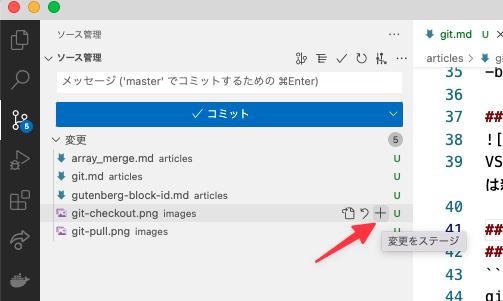 ソース管理
git.md
ソース管理
articles
メッセージ ('master' でコミットするための ⌘Enter)
コミット
5
変更 5
array_merge.md articles U
git.md articles U
gutenberg-block-id.md articles U
git-checkout.png images U
git-pull.png images U
変更をステージ
35 -b
36
37 ##
38 ![
39 VS
は
40
41 ##
42 ##
43 ``
44 gi